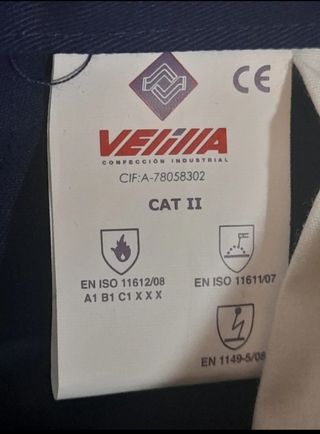 CE
VELILLA
CONFECCIÓN INDUSTRIAL
CIF:A-78058302
CAT II
EN ISO 11612/08
A1 B1 C1 X X X
EN ISO 11611/07
EN 1149-5/08